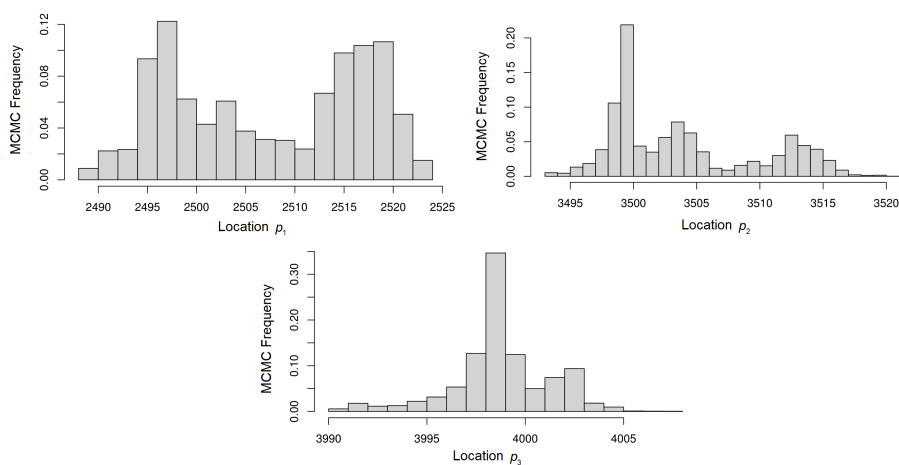 MCMC Frequency
0.00 0.04 0.08 0.12
2490 2495 2500 2505 2510 2515 2520 2525
Location p₁
MCMC Frequency
0.00 0.05 0.10 0.15 0.20
3495 3500 3505 3510 3515 3520
Location p₂
MCMC Frequency
0.00 0.10 0.20 0.30
3990 3995 4000 4005
Location p₃